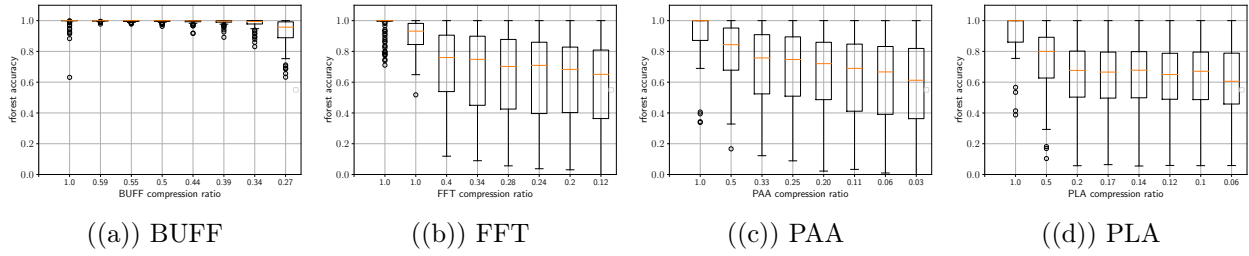 rforest accuracy
1.0
0.8
0.6
0.4
0.2
0.0
1.0 0.59 0.55 0.5 0.44 0.39 0.34 0.27
BUFF compression ratio
((a)) BUFF
rforest accuracy
1.0
0.8
0.6
0.4
0.2
0.0
1.0 1.0 0.4 0.34 0.28 0.24 0.2 0.12
FFT compression ratio
((b)) FFT
rforest accuracy
1.0
0.8
0.6
0.4
0.2
0.0
1.0 0.5 0.33 0.25 0.20 0.11 0.06 0.03
PAA compression ratio
((c)) PAA
rforest accuracy
1.0
0.8
0.6
0.4
0.2
0.0
1.0 0.5 0.2 0.17 0.14 0.12 0.1 0.06
PLA compression ratio
((d)) PLA